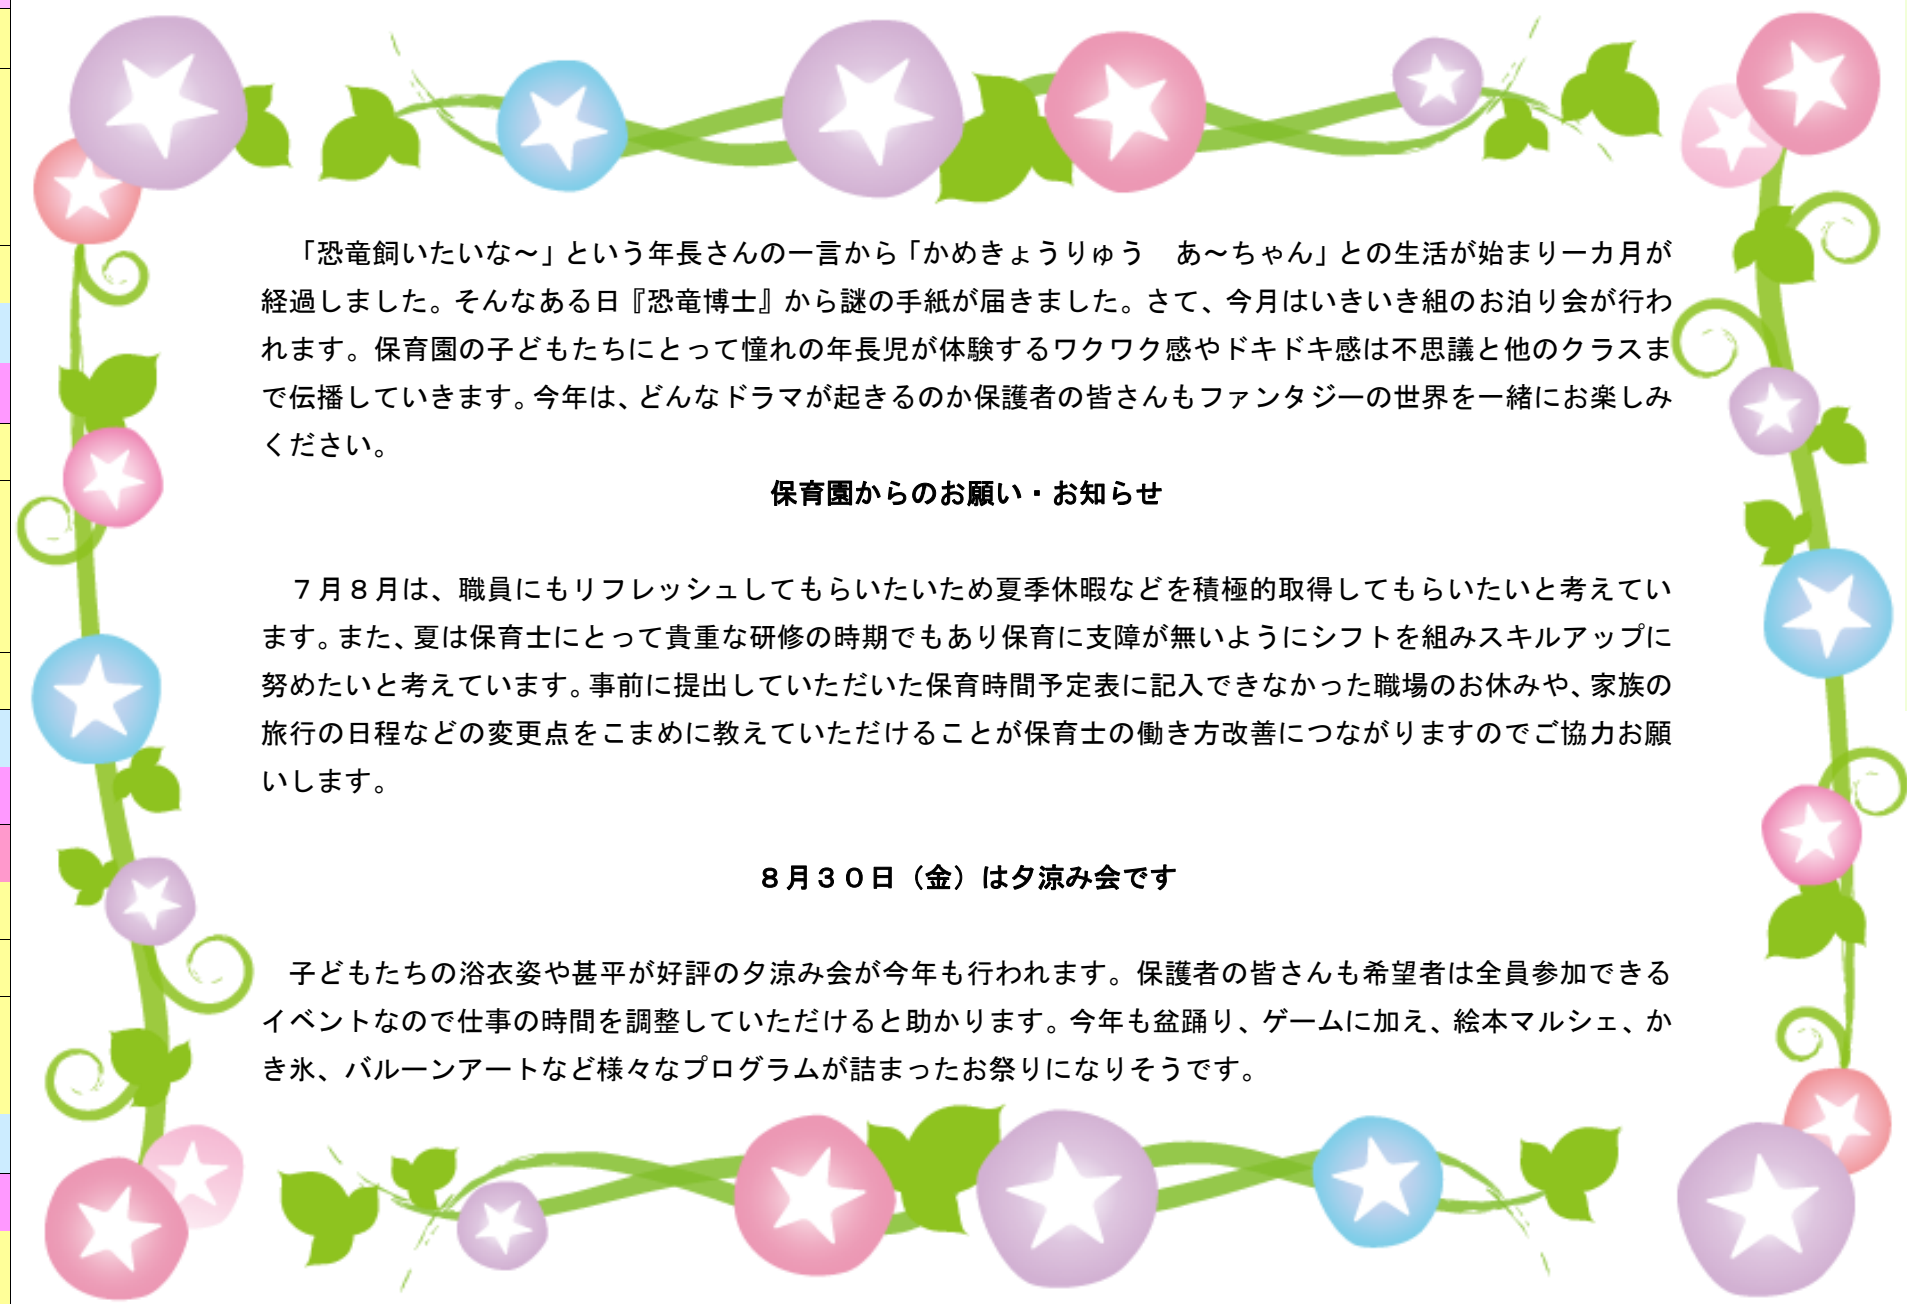 「恐竜飼いたいな～」という年長さんの一言から「かめきょうりゅう　あ～ちゃん」との生活が始まり一カ月が
経過しました。そんなある日『恐竜博士』から謎の手紙が届きました。さて、今月はいきいき組のお泊り会が行わ
れます。保育園の子どもたちにとって憧れの年長児が体験するワクワク感やドキドキ感は不思議と他のクラスま
で伝播していきます。今年は、どんなドラマが起きるのか保護者の皆さんもファンタジーの世界を一緒にお楽しみ
ください。
保育園からのお願い・お知らせ
７月８月は、職員にもリフレッシュしてもらいたいため夏季休暇などを積極的取得してもらいたいと考えてい
ます。また、夏は保育士にとって貴重な研修の時期でもあり保育に支障が無いようにシフトを組みスキルアップに
努めたいと考えています。事前に提出していただいた保育時間予定表に記入できなかった職場のお休みや、家族の
旅行の日程などの変更点をこまめに教えていただけることが保育士の働き方改善につながりますのでご協力お願
いします。
８月３０日（金）は夕涼み会です
子どもたちの浴衣姿や甚平が好評の夕涼み会が今年も行われます。保護者の皆さんも希望者は全員参加できる
イベントなので仕事の時間を調整していただけると助かります。今年も盆踊り、ゲームに加え、絵本マルシェ、か
き氷、バルーンアートなど様々なプログラムが詰まったお祭りになりそうです。